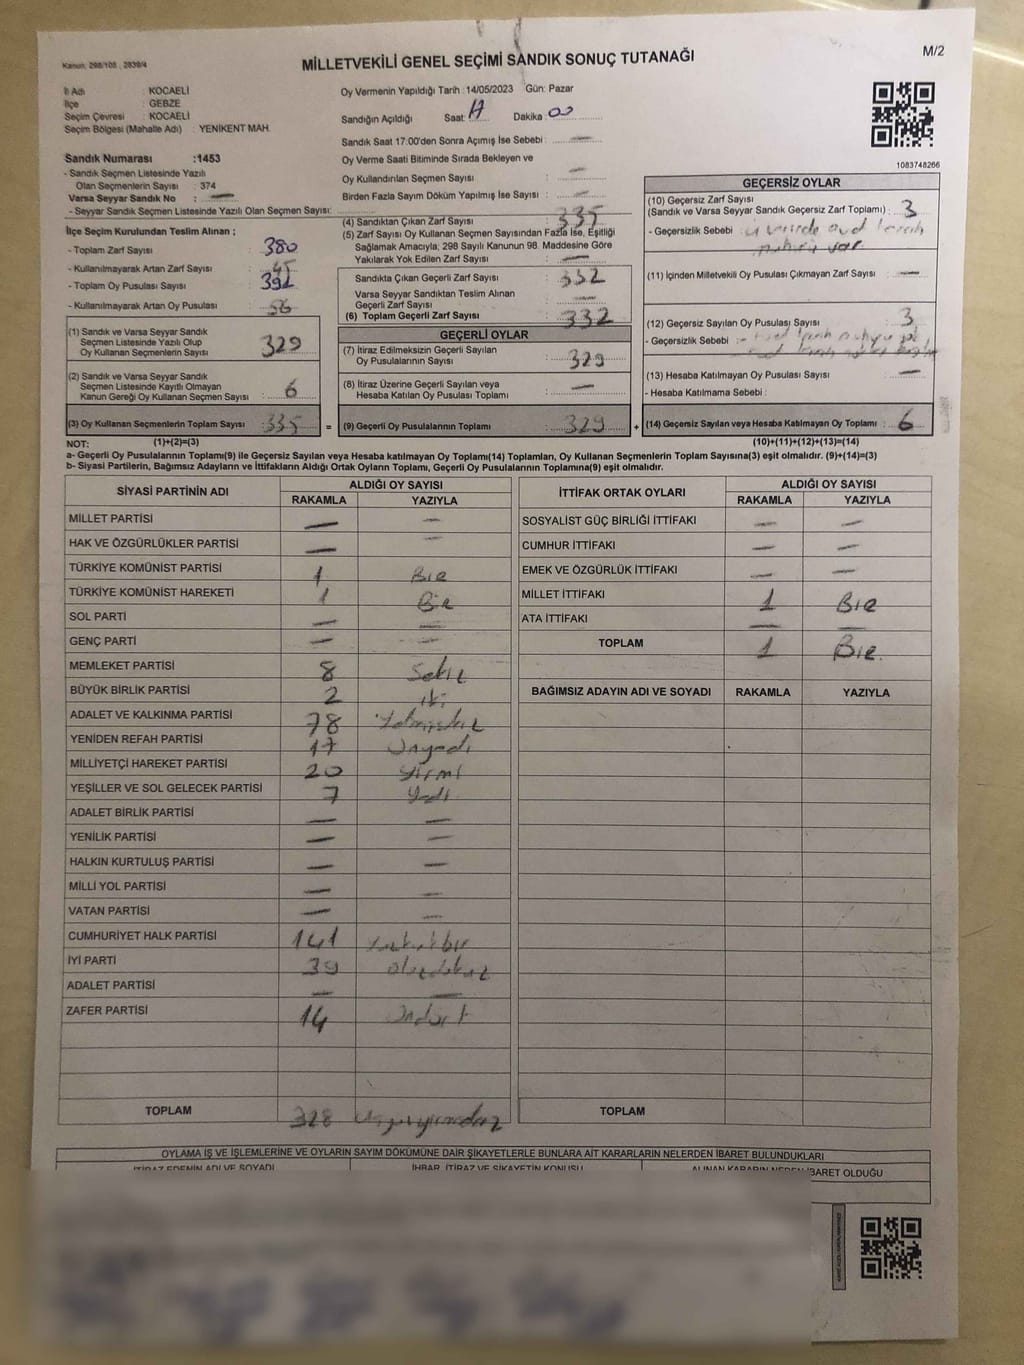 M/2
Kanun: 298/105 , 2839/4
MİLLETVEKİLİ GENEL SEÇİMİ SANDIK SONUÇ TUTANAĞI
İl Adı : KOCAELİ
İlçe : GEBZE
Seçim Çevresi : KOCAELİ
Seçim Bölgesi (Mahalle Adı) : YENİKENT MAH.
Sandık Numarası :1453
- Sandık Seçmen Listesinde Yazılı
Olan Seçmenlerin Sayısı : 374
Varsa Seyyar Sandık No : —
- Seyyar Sandık Seçmen Listesinde Yazılı Olan Seçmen Sayısı:
İlçe Seçim Kurulundan Teslim Alınan ;
- Toplam Zarf Sayısı : 380
- Kullanılmayarak Artan Zarf Sayısı : 45
- Toplam Oy Pusulası Sayısı :
- Kullanılmayarak Artan Oy Pusulası : 56
(1) Sandık ve Varsa Seyyar Sandık
Seçmen Listesinde Yazılı Olup
Oy Kullanan Seçmenlerin Sayısı : 329
(2) Sandık ve Varsa Seyyar Sandık
Seçmen Listesinde Kayıtlı Olmayan
Kanun Gereği Oy Kullanan Seçmen Sayısı : 6
(3) Oy Kullanan Seçmenlerin Toplam Sayısı : 335 =
Oy Vermenin Yapıldığı Tarih : 14/05/2023 Gün: Pazar
Sandığın Açıldığı Saat : Dakika : 00
Sandık Saat 17:00'den Sonra Açımış İse Sebebi : —
Oy Verme Saati Bitiminde Sırada Bekleyen ve
Oy Kullandırılan Seçmen Sayısı : —
Birden Fazla Sayım Döküm Yapılmış İse Sayısı : —
(4) Sandıktan Çıkan Zarf Sayısı : 335
(5) Zarf Sayısı Oy Kullanan Seçmen Sayısından Fazla İse, Eşitliği
Sağlamak Amacıyla; 298 Sayılı Kanunun 98. Maddesine Göre
Yakılarak Yok Edilen Zarf Sayısı : —
Sandıkta Çıkan Geçerli Zarf Sayısı : 332
Varsa Seyyar Sandıktan Teslim Alınan
Geçerli Zarf Sayısı : —
(6) Toplam Geçerli Zarf Sayısı : 332
GEÇERLİ OYLAR
(7) İtiraz Edilmeksizin Geçerli Sayılan
Oy Pusulalarının Sayısı : 329
(8) İtiraz Üzerine Geçerli Sayılan veya
Hesaba Katılan Oy Pusulası Toplamı : —
(9) Geçerli Oy Pusulalarının Toplamı : 329 +
1083748266
GEÇERSİZ OYLAR
(10) Geçersiz Zarf Sayısı
(Sandık ve Varsa Seyyar Sandık Geçersiz Zarf Toplamı) : 3
- Geçersizlik Sebebi :
(11) İçinden Milletvekili Oy Pusulası Çıkmayan Zarf Sayısı : —
(12) Geçersiz Sayılan Oy Pusulası Sayısı : 3
- Geçersizlik Sebebi :
(13) Hesaba Katılmayan Oy Pusulası Sayısı : —
- Hesaba Katılmama Sebebi :
(14) Geçersiz Sayılan veya Hesaba Katılmayan Oy Toplamı : 6
NOT: (1)+(2)=(3) (10)+(11)+(12)+(13)=(14)
a- Geçerli Oy Pusulalarının Toplamı(9) ile Geçersiz Sayılan veya Hesaba katılmayan Oy Toplamı(14) Toplamları, Oy Kullanan Seçmenlerin Toplam Sayısına(3) eşit olmalıdır. (9)+(14)=(3)
b- Siyasi Partilerin, Bağımsız Adayların ve İttifakların Aldığı Ortak Oyların Toplamı, Geçerli Oy Pusulalarının Toplamına(9) eşit olmalıdır.
SİYASİ PARTİNİN ADI ALDIĞI OY SAYISI
RAKAMLA YAZIYLA
MİLLET PARTİSİ — —
HAK VE ÖZGÜRLÜKLER PARTİSİ — —
TÜRKİYE KOMÜNİST PARTİSİ 1 Bir
TÜRKİYE KOMÜNİST HAREKETİ 1 Bir
SOL PARTİ — —
GENÇ PARTİ — —
MEMLEKET PARTİSİ 8 Sekiz
BÜYÜK BİRLİK PARTİSİ 2 iki
ADALET VE KALKINMA PARTİSİ 78
YENİDEN REFAH PARTİSİ 17 Onyedi
MİLLİYETÇİ HAREKET PARTİSİ 20 Yirmi
YEŞİLLER VE SOL GELECEK PARTİSİ 7 Yedi
ADALET BİRLİK PARTİSİ — —
YENİLİK PARTİSİ — —
HALKIN KURTULUŞ PARTİSİ — —
MİLLİ YOL PARTİSİ — —
VATAN PARTİSİ — —
CUMHURİYET HALK PARTİSİ 141
İYİ PARTİ 39
ADALET PARTİSİ — —
ZAFER PARTİSİ 14 Ondört
TOPLAM 328
İTTİFAK ORTAK OYLARI ALDIĞI OY SAYISI
RAKAMLA YAZIYLA
SOSYALİST GÜÇ BİRLİĞİ İTTİFAKI — —
CUMHUR İTTİFAKI — —
EMEK VE ÖZGÜRLÜK İTTİFAKI — —
MİLLET İTTİFAKI 1 Bir
ATA İTTİFAKI — —
TOPLAM 1 Bir.
BAĞIMSIZ ADAYIN ADI VE SOYADI RAKAMLA YAZIYLA
TOPLAM
OYLAMA İŞ VE İŞLEMLERİNE VE OYLARIN SAYIM DÖKÜMÜNE DAİR ŞİKAYETLERLE BUNLARA AİT KARARLARIN NELERDEN İBARET BULUNDUKLARI
İTİRAZ EDENİN ADI VE SOYADI İHBAR, İTİRAZ VE ŞİKAYETİN KONUSU ALINAN KARARIN NEDEN İBARET OLDUĞU